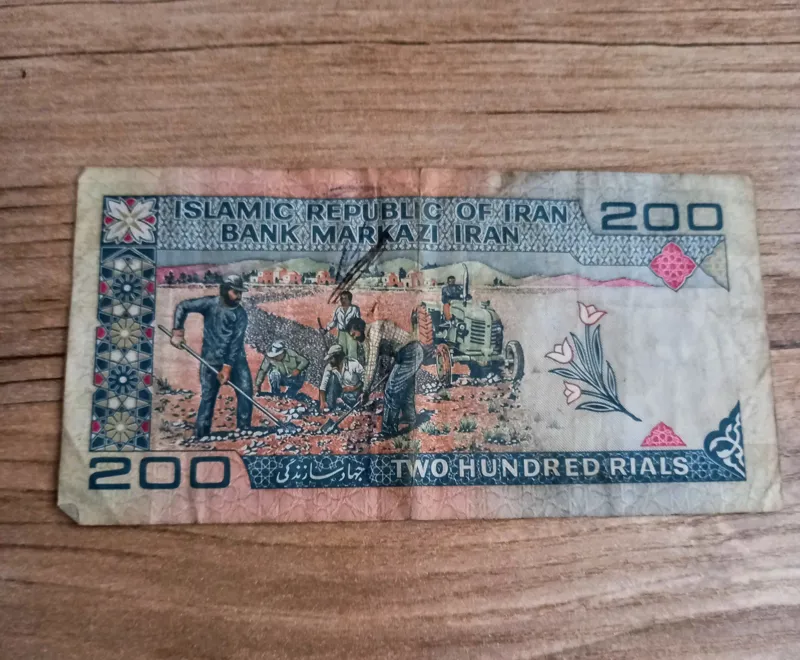 ISLAMIC REPUBLIC OF IRAN
BANK MARKAZI IRAN
200
200
جهاد سازندگی
TWO HUNDRED RIALS